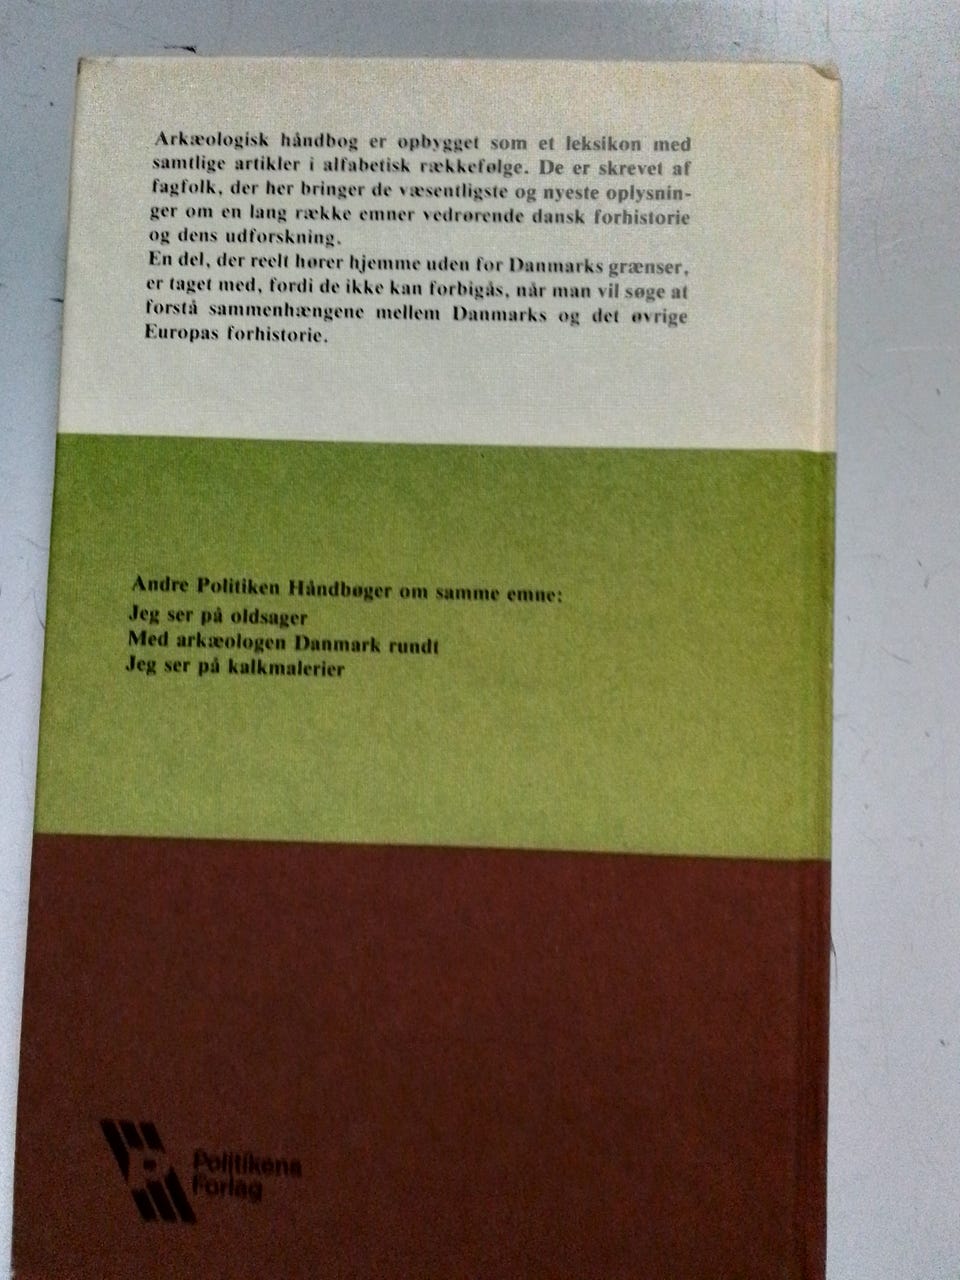 Arkæologisk håndbog er opbygget som et leksikon med
samtlige artikler i alfabetisk rækkefølge. De er skrevet af
fagfolk, der her bringer de væsentligste og nyeste oplysnin-
ger om en lang række emner vedrørende dansk forhistorie
og dens udforskning.
En del, der reelt hører hjemme uden for Danmarks grænser,
er taget med, fordi de ikke kan forbigås, når man vil søge at
forstå sammenhængene mellem Danmarks og det øvrige
Europas forhistorie.
Andre Politiken Håndbøger om samme emne:
Jeg ser på oldsager
Med arkæologen Danmark rundt
Jeg ser på kalkmalerier
Politikens
Forlag